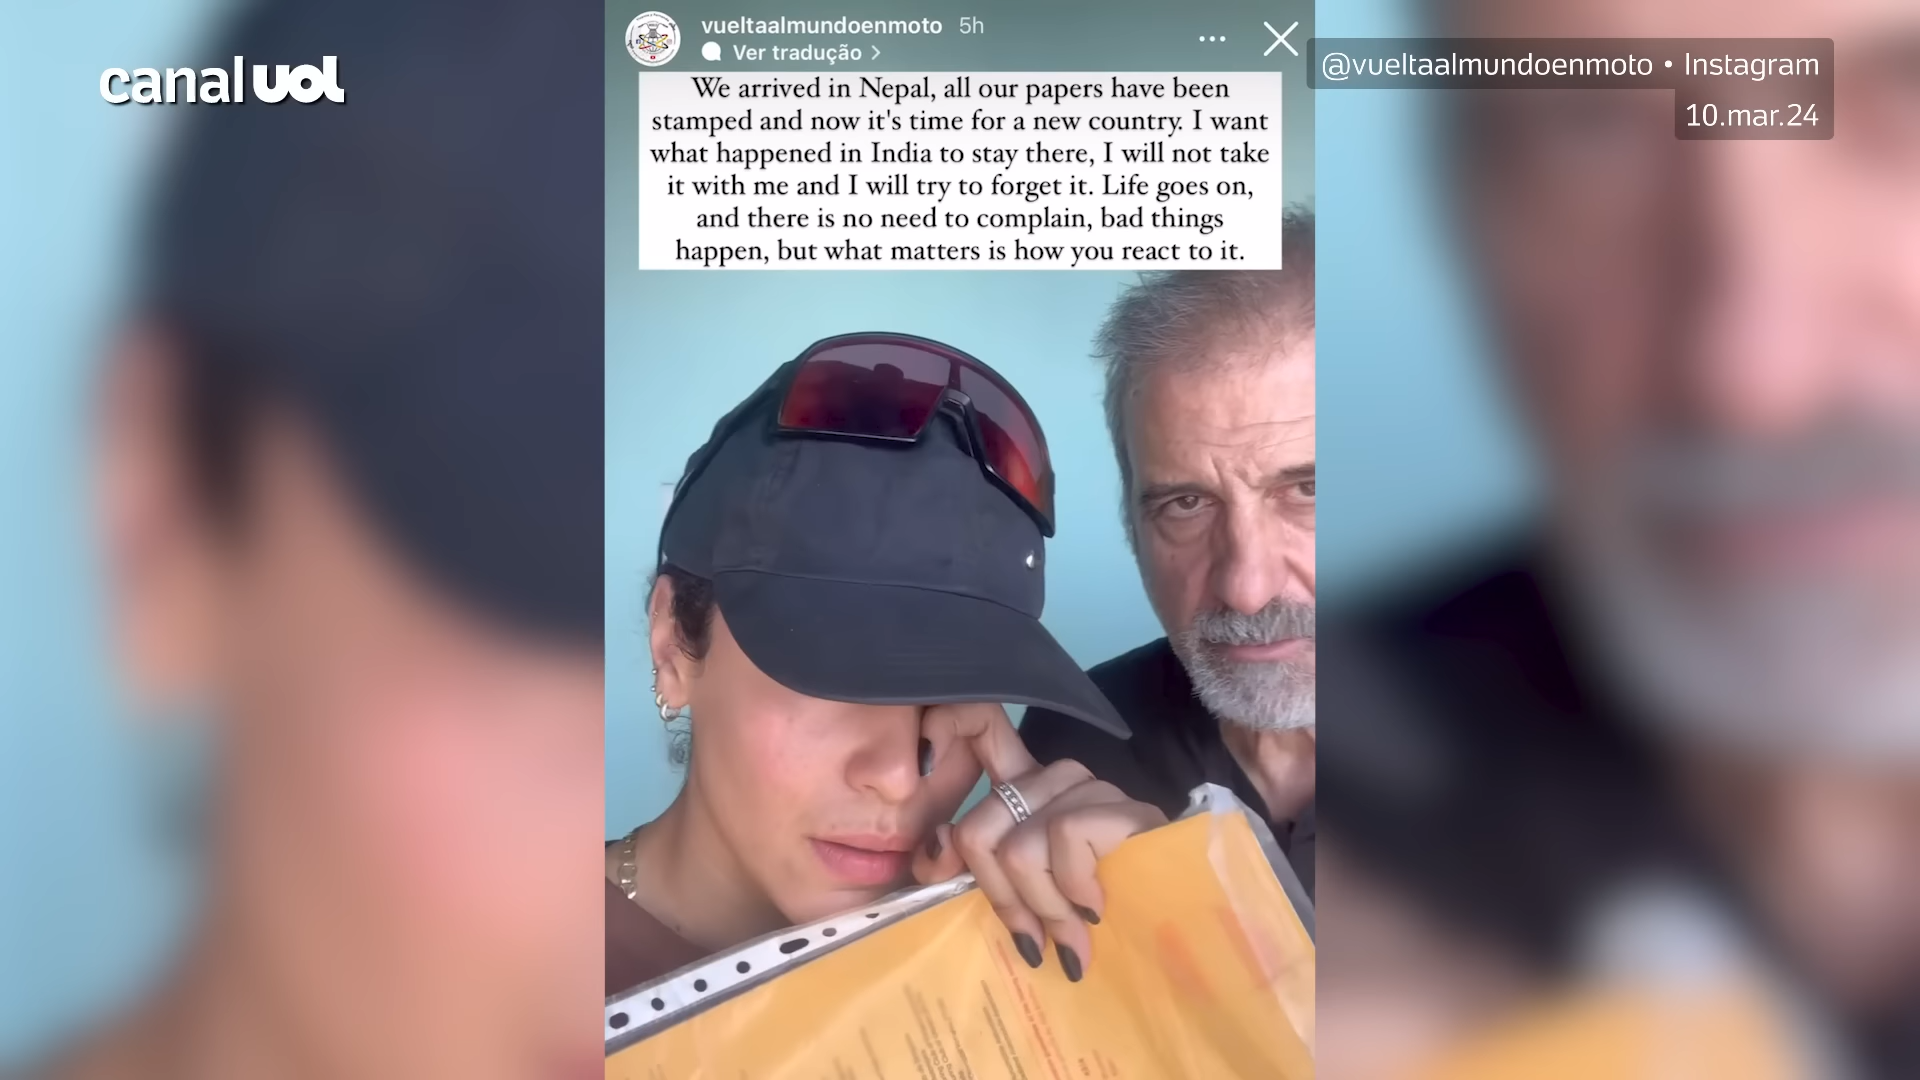 canal uol
vueltaalmundoenmoto 5h
Ver tradução
@vueltaalmundoenmoto • Instagram
10.mar.24
We arrived in Nepal, all our papers have been
stamped and now it's time for a new country. I want
what happened in India to stay there, I will not take
it with me and I will try to forget it. Life goes on,
and there is no need to complain, bad things
happen, but what matters is how you react to it.